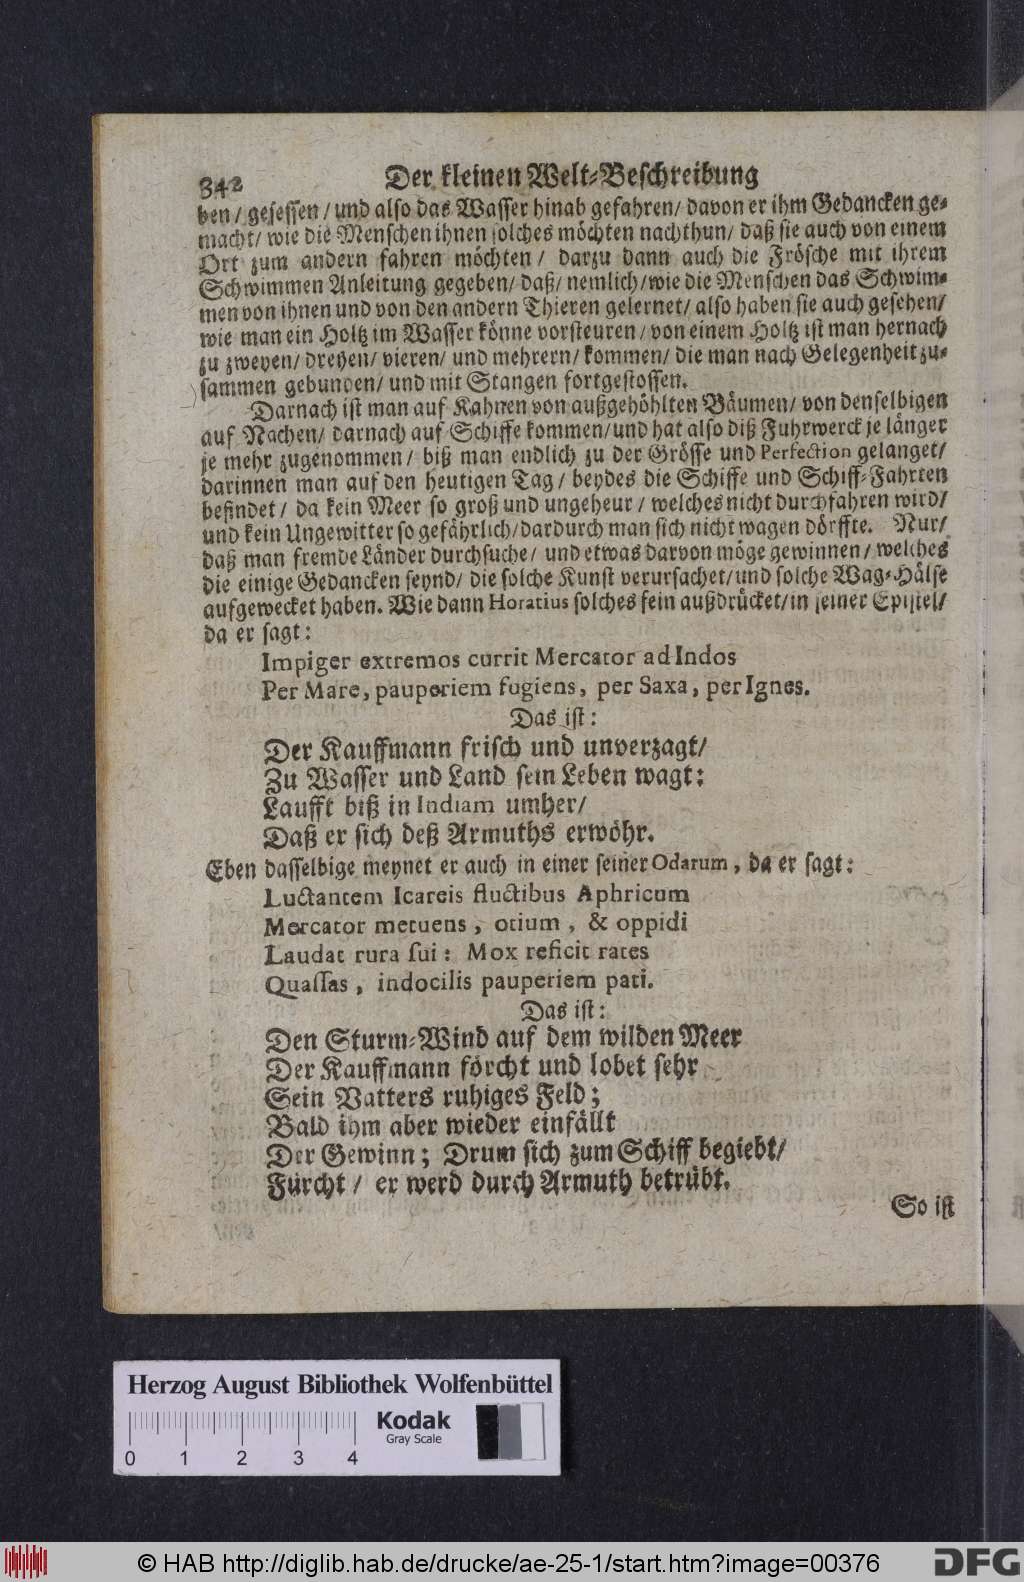 342 Der kleinen Welt-Beschreibung
ben/ gesessen/ und also das Wasser hinab gefahren/ davon er ihm Gedancken ge-
macht/ wie die Menschen ihnen solches möchten nachthun/ daß sie auch von einem
Ort zum andern fahren möchten/ darzu dann auch die Frösche mit ihrem
Schwimmen Anleitung gegeben/ daß/ nemlich/ wie die Menschen das Schwim-
men von ihnen und von den andern Thieren gelernet/ also haben sie auch gesehen/
wie man ein Holtz im Wasser könne vorsteuren/ von einem Holtz ist man hernach
zu zweyen/ dreyen/ vieren/ und mehrern/ kommen/ die man nach Gelegenheit zu-
sammen gebunden/ und mit Stangen fortgestossen.
Darnach ist man auf Kahnen von außgehöhlten Bäumen/ von denselbigen
auf Nachen/ darnach auf Schiffe kommen/ und hat also diß Fuhrwerck je länger
je mehr zugenommen/ biß man endlich zu der Grösse und Perfection gelanget/
darinnen man auf den heutigen Tag/ beydes die Schiffe und Schiff-Fahrten
befindet/ da kein Meer so groß und ungeheur/ welches nicht durchfahren wird/
und kein Ungewitter so gefährlich/ dardurch man sich nicht wagen dörffte. Nur/
daß man fremde Länder durchsuche/ und etwas darvon möge gewinnen/ welches
die einige Gedancken seynd/ die solche Kunst verursachet/ und solche Wag-Hälse
aufgewecket haben. Wie dann Horatius solches fein außdrücket/ in seiner Epistel/
da er sagt:
Impiger extremos currit Mercator ad Indos
Per Mare, pauperiem fugiens, per Saxa, per Ignes.
Das ist:
Der Kauffmann frisch und unverzagt/
Zu Wasser und Land sein Leben wagt:
Laufft biß in Indiam umher/
Daß er sich deß Armuths erwöhr.
Eben dasselbige meynet er auch in einer seiner Odarum, da er sagt:
Luctantem Icareis fluctibus Aphricum
Mercator metuens, otium, & oppidi
Laudat rura sui: Mox reficit rates
Quassas, indocilis pauperiem pati.
Das ist:
Den Sturm-Wind auf dem wilden Meer
Der Kauffmann förcht und lobet sehr
Sein Vatters ruhiges Feld;
Bald ihm aber wieder einfällt
Der Gewinn; Drum sich zum Schiff begiebt/
Fürcht/ er werd durch Armuth betrübt.
So ist
Herzog August Bibliothek Wolfenbüttel
Kodak
Gray Scale
0 1 2 3 4
© HAB http://diglib.hab.de/drucke/ae-25-1/start.htm?image=00376
DFG